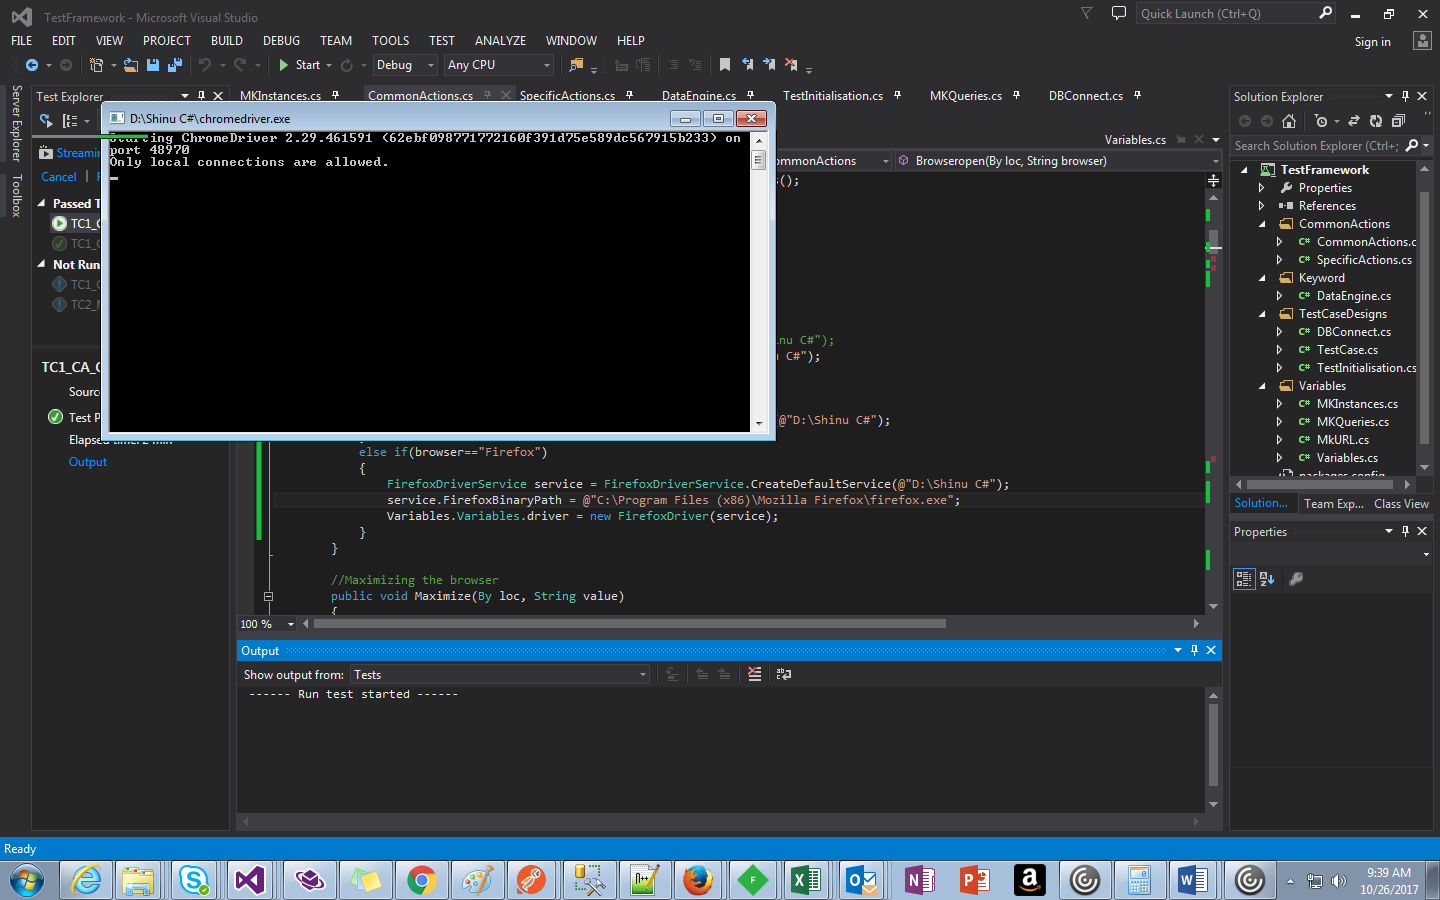 TestFramework - Microsoft Visual Studio
Quick Launch (Ctrl+Q)
FILE EDIT VIEW PROJECT BUILD DEBUG TEAM TOOLS TEST ANALYZE WINDOW HELP
Sign in
Start Debug Any CPU
Server Explorer
Toolbox
Test Explorer
MKInstances.cs CommonActions.cs SpecificActions.cs DataEngine.cs TestInitialisation.cs MKQueries.cs DBConnect.cs
Variables.cs
Browseropen(By loc, String browser)
D:\Shinu C#\chromedriver.exe
Starting ChromeDriver 2.29.461591 (62ebf098771772160f391d75e589dc567915b233) on
port 48970
Only local connections are allowed.
Cancel
Passed T
TC1_C
TC1_C
Not Run
TC1_C
TC2_
TC1_CA_C
Sourc
Test P
Elapsed time: 2 min
Output
();
nu C#");
C#");
@"D:\Shinu C#");
else if(browser=="Firefox")
{
FirefoxDriverService service = FirefoxDriverService.CreateDefaultService(@"D:\Shinu C#");
service.FirefoxBinaryPath = @"C:\Program Files (x86)\Mozilla Firefox\firefox.exe";
Variables.Variables.driver = new FirefoxDriver(service);
}
}
//Maximizing the browser
public void Maximize(By loc, String value)
{
100 %
Output
Show output from: Tests
------ Run test started ------
Solution Explorer
Search Solution Explorer (Ctrl+;
TestFramework
Properties
References
CommonActions
CommonActions.c
SpecificActions.cs
Keyword
DataEngine.cs
TestCaseDesigns
DBConnect.cs
TestCase.cs
TestInitialisation.cs
Variables
MKInstances.cs
MKQueries.cs
MkURL.cs
Variables.cs
packages.config
Solution... Team Exp... Class View
Properties
Ready
9:39 AM
10/26/2017